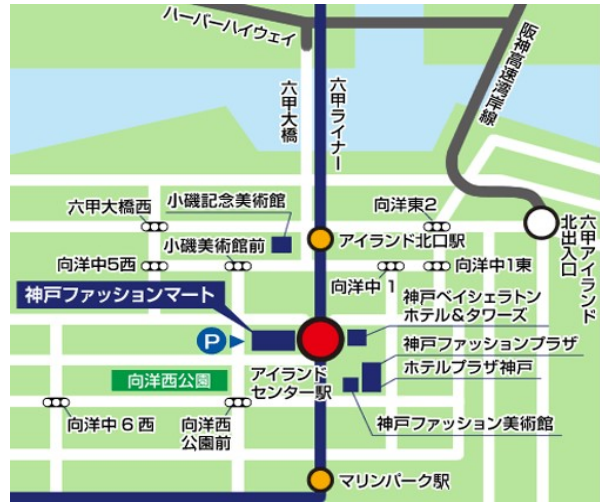 ハーバーハイウェイ
阪神高速湾岸線
六甲大橋
六甲ライナー
六甲大橋西
小磯記念美術館
向洋東2
六甲アイランド
北出入口
小磯美術館前
アイランド北口駅
向洋中5西
向洋中1
向洋中1東
神戸ファッションマート
神戸ベイシェラトン
ホテル&タワーズ
P
神戸ファッションプラザ
アイランド
センター駅
ホテルプラザ神戸
向洋西公園
向洋中6西
向洋西
公園前
神戸ファッション美術館
マリンパーク駅